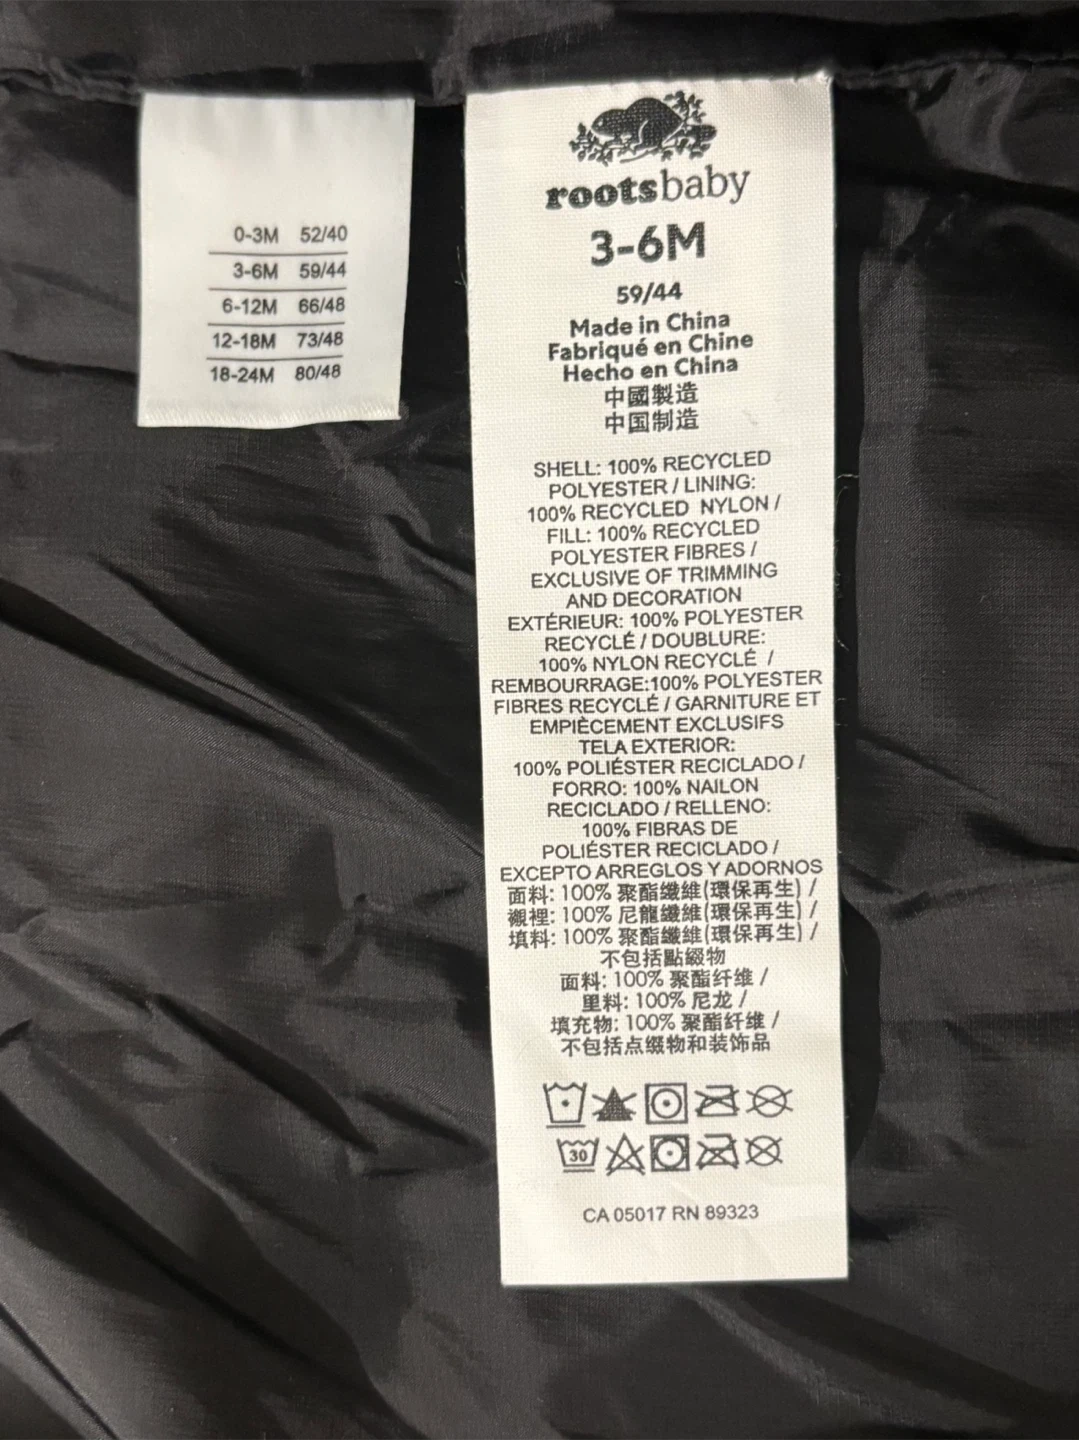 0-3M 52/40
3-6M 59/44
6-12M 66/48
12-18M 73/48
18-24M 80/48
rootsbaby
3-6M
59/44
Made in China
Fabriqué en Chine
Hecho en China
中國製造
中国制造
SHELL: 100% RECYCLED
POLYESTER / LINING:
100% RECYCLED NYLON /
FILL: 100% RECYCLED
POLYESTER FIBRES /
EXCLUSIVE OF TRIMMING
AND DECORATION
EXTÉRIEUR: 100% POLYESTER
RECYCLÉ / DOUBLURE:
100% NYLON RECYCLÉ /
REMBOURRAGE:100% POLYESTER
FIBRES RECYCLÉ / GARNITURE ET
EMPIÈCEMENT EXCLUSIFS
TELA EXTERIOR:
100% POLIÉSTER RECICLADO /
FORRO: 100% NAILON
RECICLADO / RELLENO:
100% FIBRAS DE
POLIÉSTER RECICLADO /
EXCEPTO ARREGLOS Y ADORNOS
面料: 100% 聚酯纖維(環保再生) /
襯裡: 100% 尼龍纖維(環保再生) /
填料: 100% 聚酯纖維(環保再生) /
不包括點綴物
面料: 100% 聚酯纤维 /
里料: 100% 尼龙 /
填充物: 100% 聚酯纤维 /
不包括点缀物和装饰品
30
CA 05017 RN 89323